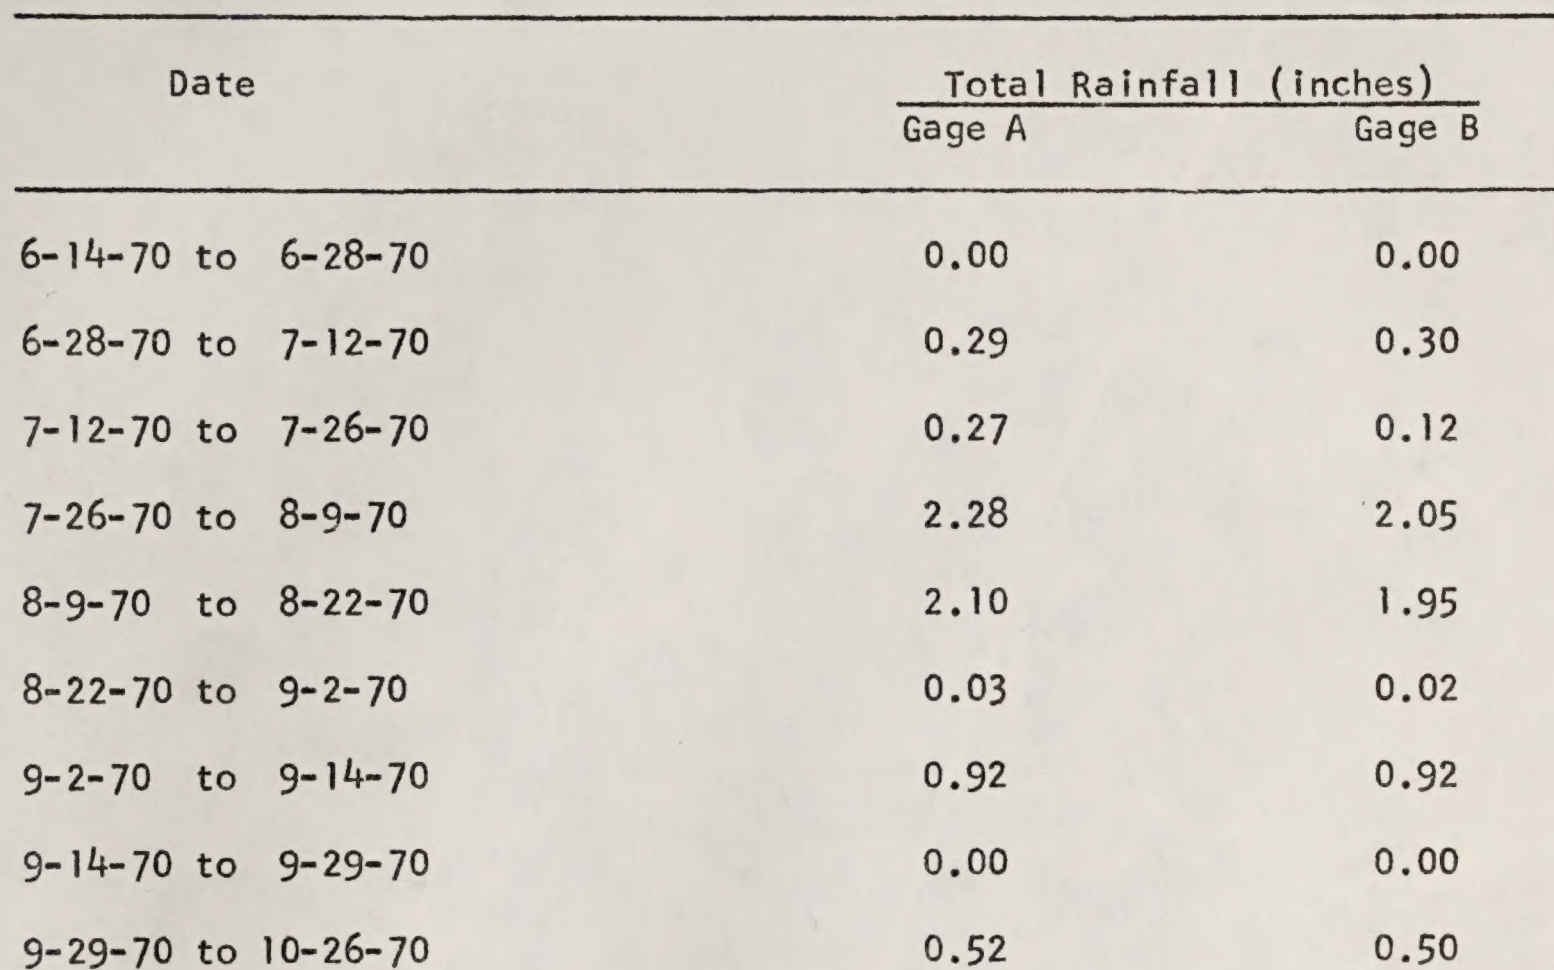 Date Total Rainfall (inches)
Gage A Gage B
6-14-70 to 6-28-70 0.00 0.00
6-28-70 to 7-12-70 0.29 0.30
7-12-70 to 7-26-70 0.27 0.12
7-26-70 to 8-9-70 2.28 2.05
8-9-70 to 8-22-70 2.10 1.95
8-22-70 to 9-2-70 0.03 0.02
9-2-70 to 9-14-70 0.92 0.92
9-14-70 to 9-29-70 0.00 0.00
9-29-70 to 10-26-70 0.52 0.50